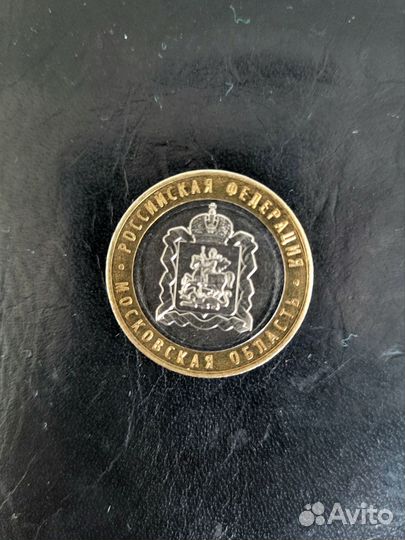 РОССИЙСКАЯ ФЕДЕРАЦИЯ
МОСКОВСКАЯ ОБЛАСТЬ
Avito